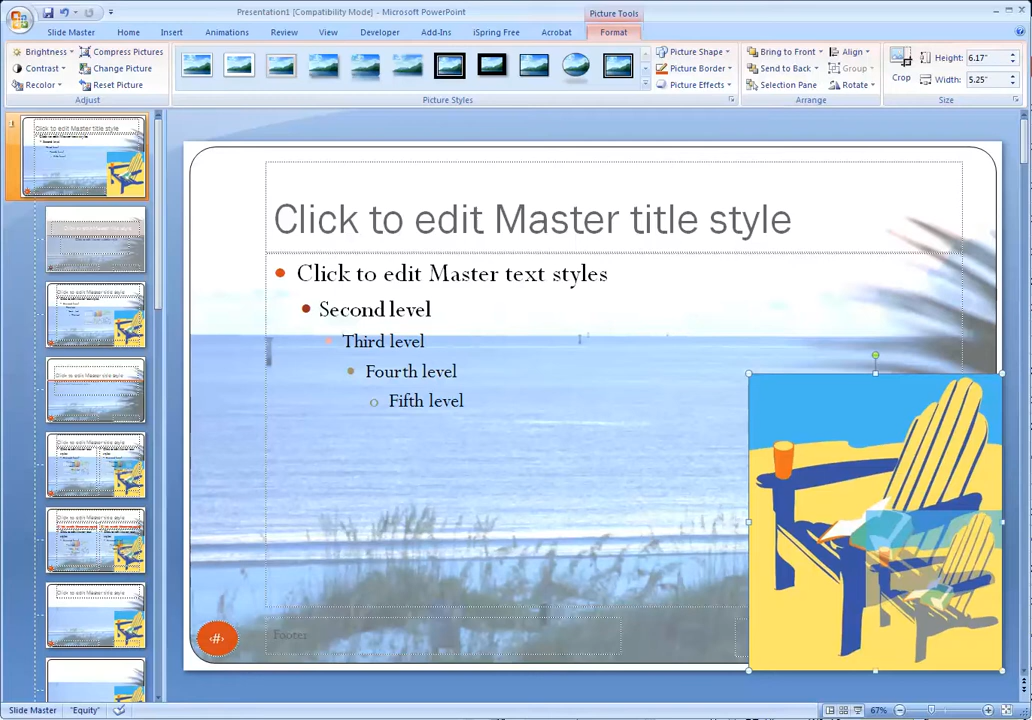 Presentation1 [Compatibility Mode] - Microsoft PowerPoint
Picture Tools
Slide Master Home Insert Animations Review View Developer Add-Ins iSpring Free Acrobat Format
Brightness Compress Pictures Picture Shape Bring to Front Align Height: 6.17"
Contrast Change Picture Picture Border Send to Back Group Crop Width: 5.25"
Recolor Reset Picture Picture Effects Selection Pane Rotate
Adjust Picture Styles Arrange Size
1
Click to edit Master title style
Click to edit Master text styles
Second level
Third level
Fourth level
Fifth level
Footer
‹#›
Slide Master "Equity" 67%